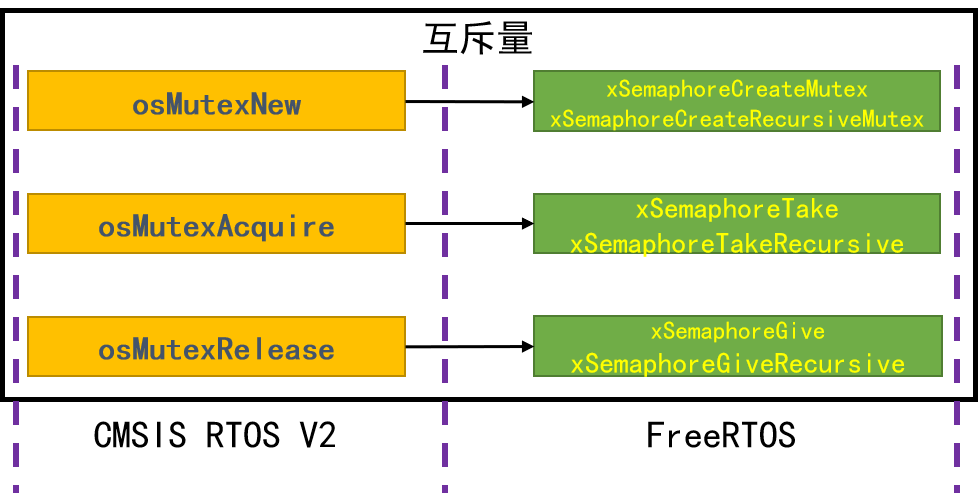 互斥量
osMutexNew
xSemaphoreCreateMutex
xSemaphoreCreateRecursiveMutex
osMutexAcquire
xSemaphoreTake
xSemaphoreTakeRecursive
osMutexRelease
xSemaphoreGive
xSemaphoreGiveRecursive
CMSIS RTOS V2
FreeRTOS